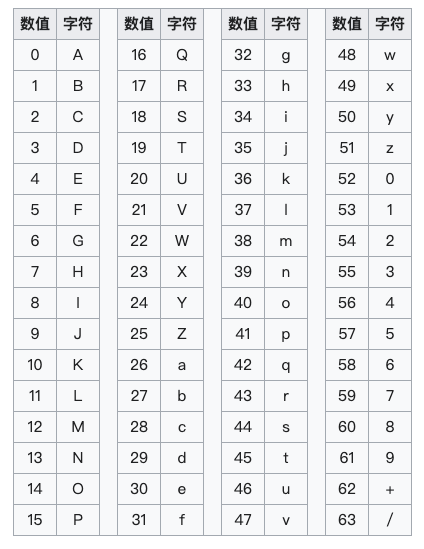 数值 字符 数值 字符 数值 字符 数值 字符
0 A 16 Q 32 g 48 w
1 B 17 R 33 h 49 x
2 C 18 S 34 i 50 y
3 D 19 T 35 j 51 z
4 E 20 U 36 k 52 0
5 F 21 V 37 l 53 1
6 G 22 W 38 m 54 2
7 H 23 X 39 n 55 3
8 I 24 Y 40 o 56 4
9 J 25 Z 41 p 57 5
10 K 26 a 42 q 58 6
11 L 27 b 43 r 59 7
12 M 28 c 44 s 60 8
13 N 29 d 45 t 61 9
14 O 30 e 46 u 62 +
15 P 31 f 47 v 63 /